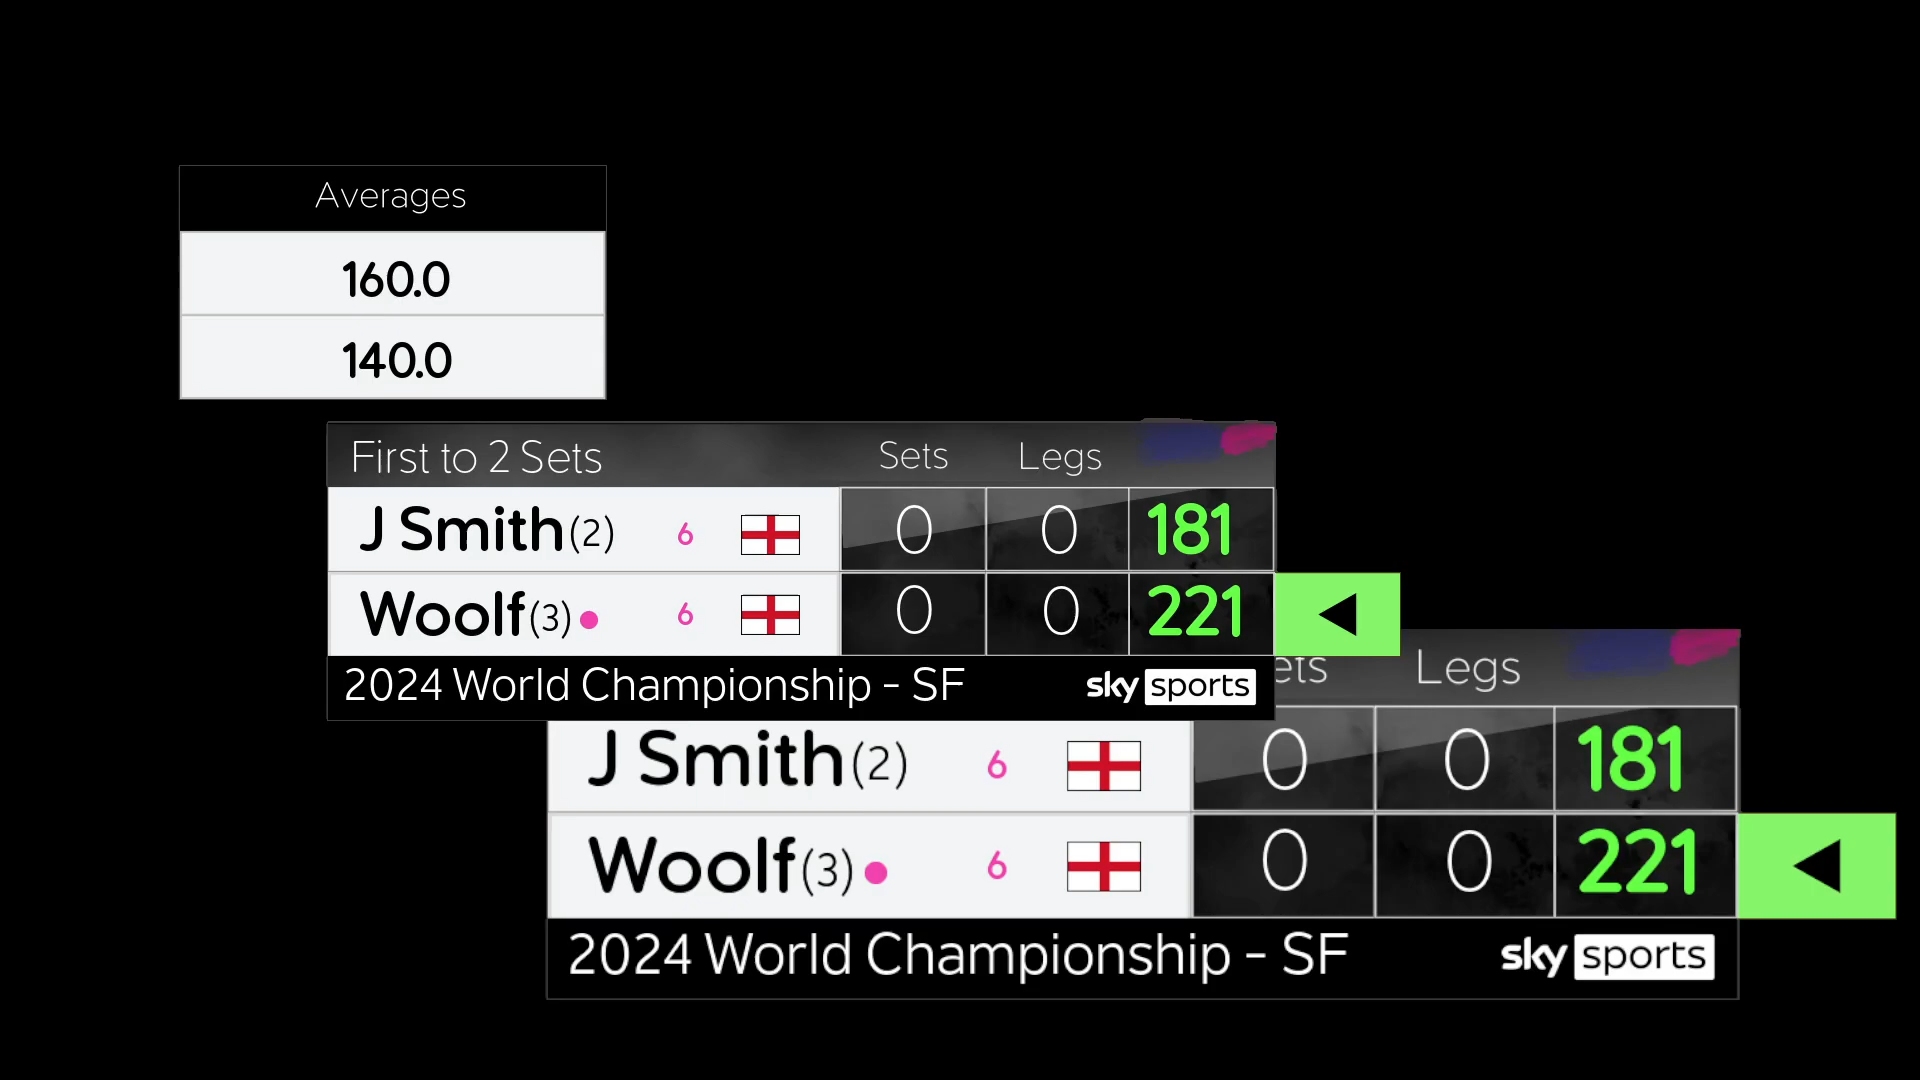 Averages
160.0
140.0
First to 2 Sets Sets Legs
J Smith (2) 6 0 0 181
Woolf (3) 6 0 0 221
2024 World Championship - SF sky sports
ets Legs
J Smith (2) 6 0 0 181
Woolf (3) 6 0 0 221
2024 World Championship - SF sky sports